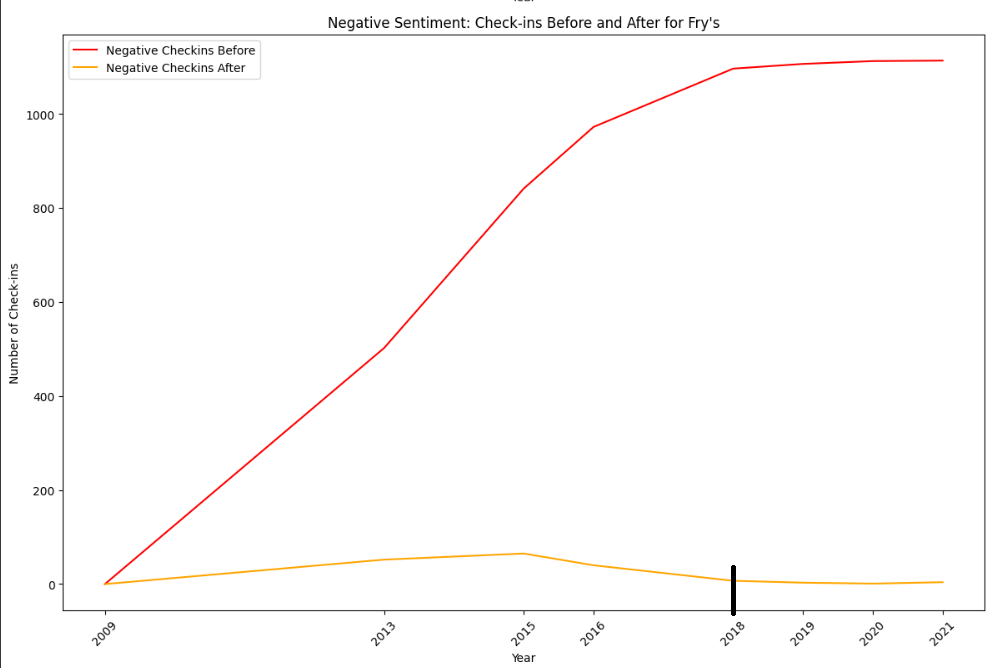 Year
Negative Sentiment: Check-ins Before and After for Fry's
Negative Checkins Before
Negative Checkins After
Number of Check-ins
1000
800
600
400
200
0
2009
2013
2015
2016
2018
2019
2020
2021
Year